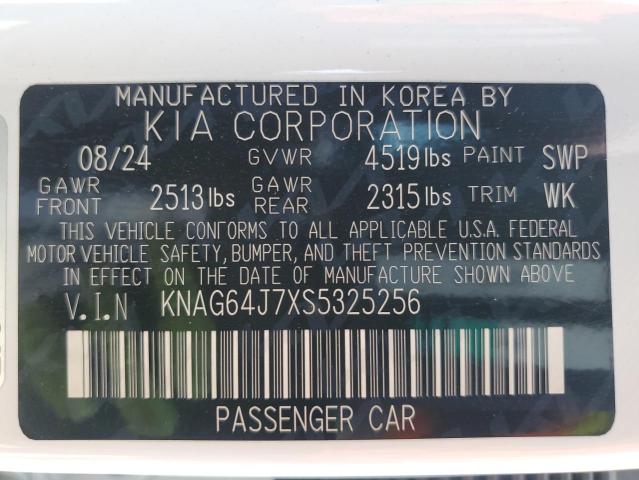 MANUFACTURED IN KOREA BY
KIA CORPORATION
08/24 GVWR 4519 lbs PAINT SWP
GAWR FRONT 2513 lbs GAWR REAR 2315 lbs TRIM WK
THIS VEHICLE CONFORMS TO ALL APPLICABLE U.S.A. FEDERAL
MOTOR VEHICLE SAFETY, BUMPER, AND THEFT PREVENTION STANDARDS
IN EFFECT ON THE DATE OF MANUFACTURE SHOWN ABOVE.
V.I.N KNAG64J7XS5325256
PASSENGER CAR